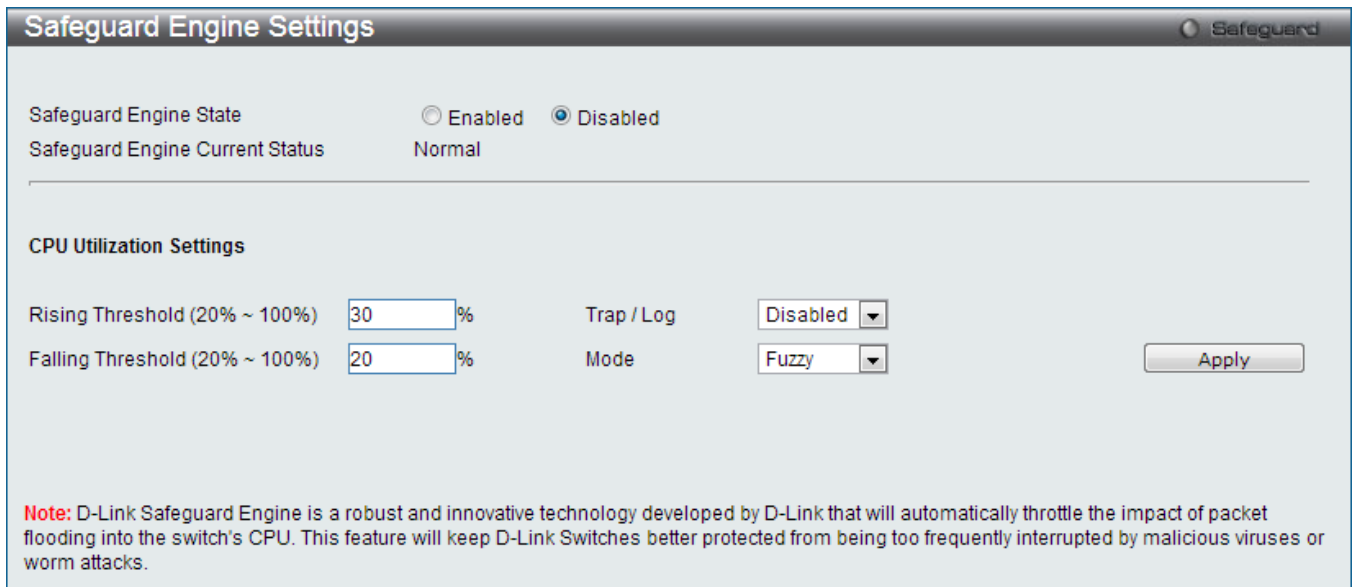 Safeguard Engine Settings
Safeguard
Safeguard Engine State Enabled Disabled
Safeguard Engine Current Status Normal
CPU Utilization Settings
Rising Threshold (20% ~ 100%) 30 % Trap / Log Disabled
Falling Threshold (20% ~ 100%) 20 % Mode Fuzzy Apply
Note: D-Link Safeguard Engine is a robust and innovative technology developed by D-Link that will automatically throttle the impact of packet
flooding into the switch's CPU. This feature will keep D-Link Switches better protected from being too frequently interrupted by malicious viruses or
worm attacks.